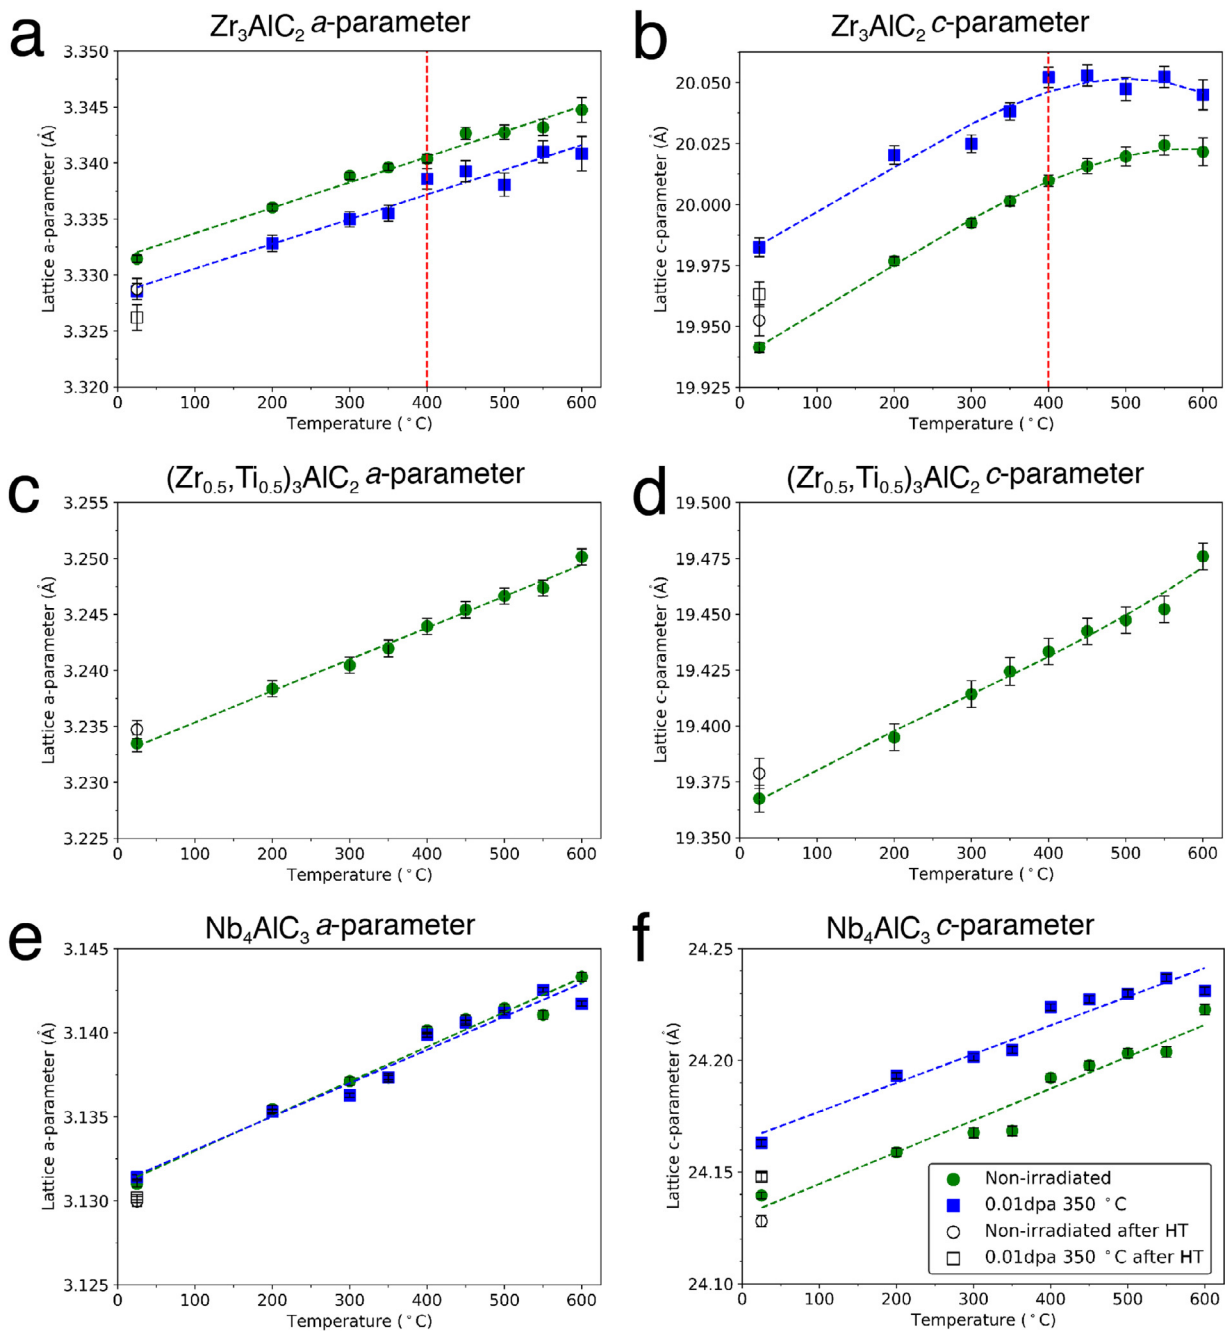 a
Zr₃AlC₂ a-parameter
3.350
3.345
3.340
3.335
3.330
3.325
3.320
Lattice a-parameter (Å)
0 100 200 300 400 500 600
Temperature (°C)
b
Zr₃AlC₂ c-parameter
20.050
20.025
20.000
19.975
19.950
19.925
Lattice c-parameter (Å)
0 100 200 300 400 500 600
Temperature (°C)
c
(Zr₀.₅,Ti₀.₅)₃AlC₂ a-parameter
3.255
3.250
3.245
3.240
3.235
3.230
3.225
Lattice a-parameter (Å)
0 100 200 300 400 500 600
Temperature (°C)
d
(Zr₀.₅,Ti₀.₅)₃AlC₂ c-parameter
19.500
19.475
19.450
19.425
19.400
19.375
19.350
Lattice c-parameter (Å)
0 100 200 300 400 500 600
Temperature (°C)
e
Nb₄AlC₃ a-parameter
3.145
3.140
3.135
3.130
3.125
Lattice a-parameter (Å)
0 100 200 300 400 500 600
Temperature (°C)
f
Nb₄AlC₃ c-parameter
24.25
24.20
24.15
24.10
Lattice c-parameter (Å)
0 100 200 300 400 500 600
Temperature (°C)
Non-irradiated
0.01dpa 350 °C
Non-irradiated after HT
0.01dpa 350 °C after HT